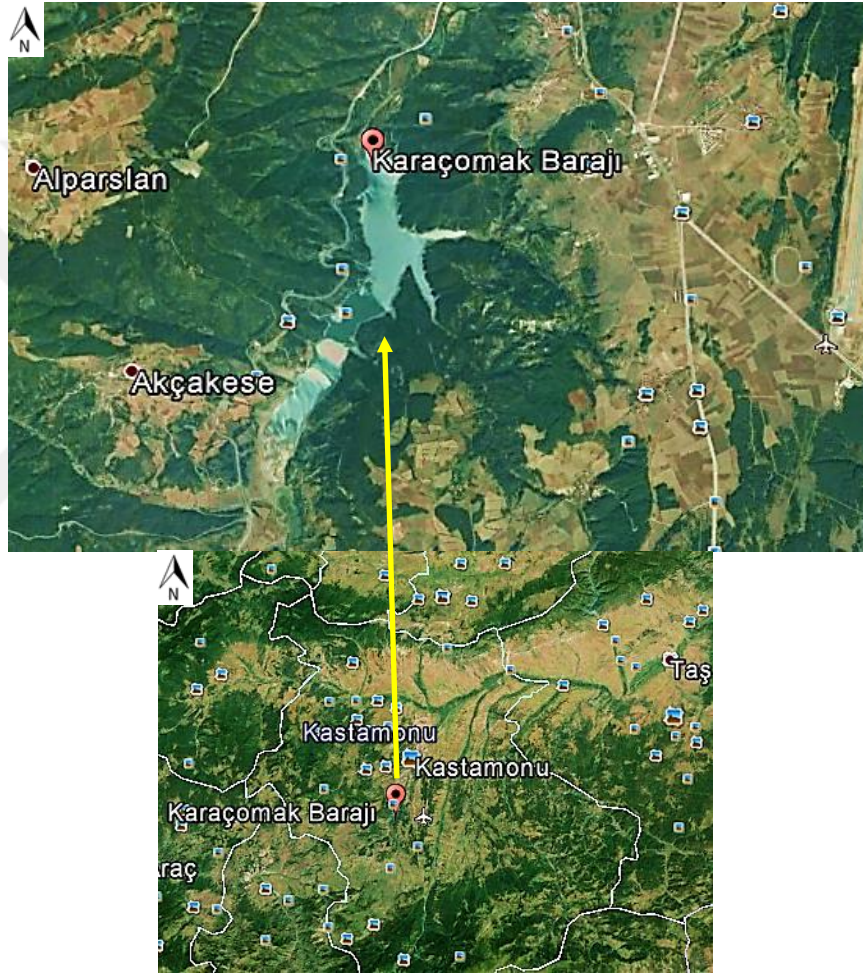 N
Karaçomak Barajı
Alparslan
Akçakese
N
Taş
Kastamonu
Kastamonu
Karaçomak Barajı
raç